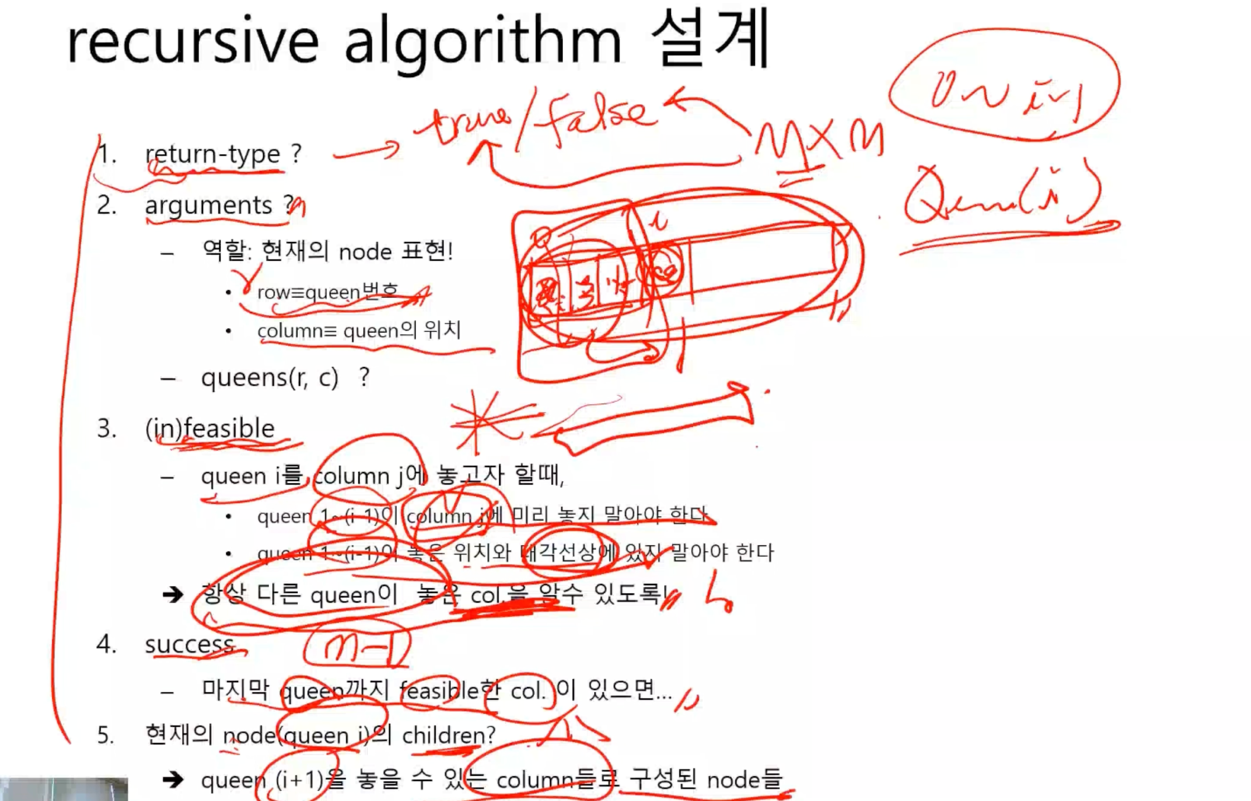 recursive algorithm 설계
0~i-1
true/false
M×M
1. return-type ?
Queen(i)
2. arguments ?
0 i
– 역할: 현재의 node 표현!
• row≡queen번호
• column≡ queen의 위치
– queens(r, c) ?
3. (in)feasible
– queen i를 column j에 놓고자 할때,
• queen 1~(i-1)이 column j에 미리 놓지 말아야 한다
• queen 1~(i-1)이 놓은 위치와 대각선상에 있지 말아야 한다
➔ 항상 다른 queen이 놓은 col.을 알수 있도록!
4. success
n-1
– 마지막 queen까지 feasible한 col. 이 있으면...
5. 현재의 node(queen i)의 children?
➔ queen (i+1)을 놓을 수 있는 column들로 구성된 node들